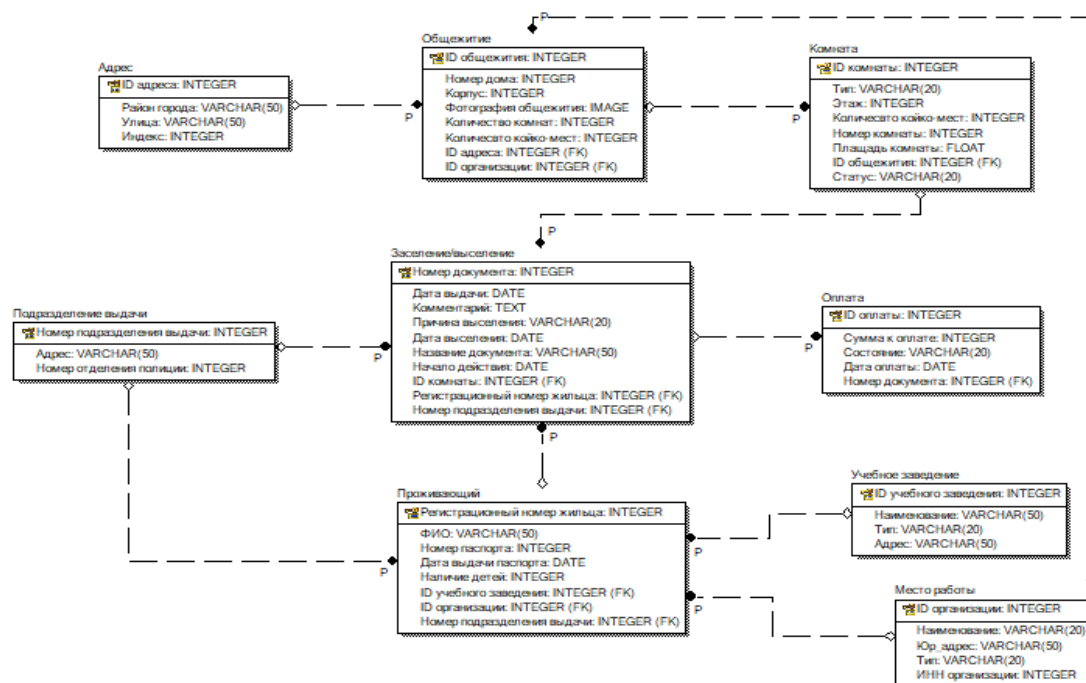 P
Общежитие
ID общежития: INTEGER
Номер дома: INTEGER
Корпус: INTEGER
Фотография общежития: IMAGE
Количество комнат: INTEGER
Количесвто койко-мест: INTEGER
ID адреса: INTEGER (FK)
ID организации: INTEGER (FK)
Комната
ID комнаты: INTEGER
Тип: VARCHAR(20)
Этаж: INTEGER
Количесвто койко-мест: INTEGER
Номер комнаты: INTEGER
Площадь комнаты: FLOAT
ID общежития: INTEGER (FK)
Статус: VARCHAR(20)
Адрес
ID адреса: INTEGER
Район города: VARCHAR(50)
Улица: VARCHAR(50)
Индекс: INTEGER
P
P
P
Заселение/выселение
Номер документа: INTEGER
Дата выдачи: DATE
Комментарий: TEXT
Причина выселения: VARCHAR(20)
Дата выселения: DATE
Название документа: VARCHAR(50)
Начало действия: DATE
ID комнаты: INTEGER (FK)
Регистрационный номер жильца: INTEGER (FK)
Номер подразделения выдачи: INTEGER (FK)
Подразделение выдачи
Номер подразделения выдачи: INTEGER
Адрес: VARCHAR(50)
Номер отделения полиции: INTEGER
Оплата
ID оплаты: INTEGER
Сумма к оплате: INTEGER
Состояние: VARCHAR(20)
Дата оплаты: DATE
Номер документа: INTEGER (FK)
P
P
P
Проживающий
Регистрационный номер жильца: INTEGER
ФИО: VARCHAR(50)
Номер паспорта: INTEGER
Дата выдачи паспорта: DATE
Наличие детей: INTEGER
ID учебного заведения: INTEGER (FK)
ID организации: INTEGER (FK)
Номер подразделения выдачи: INTEGER (FK)
Учебное заведение
ID учебного заведения: INTEGER
Наименование: VARCHAR(50)
Тип: VARCHAR(20)
Адрес: VARCHAR(50)
P
P
P
Место работы
ID организации: INTEGER
Наименование: VARCHAR(20)
Юр_адрес: VARCHAR(50)
Тип: VARCHAR(20)
ИНН организации: INTEGER